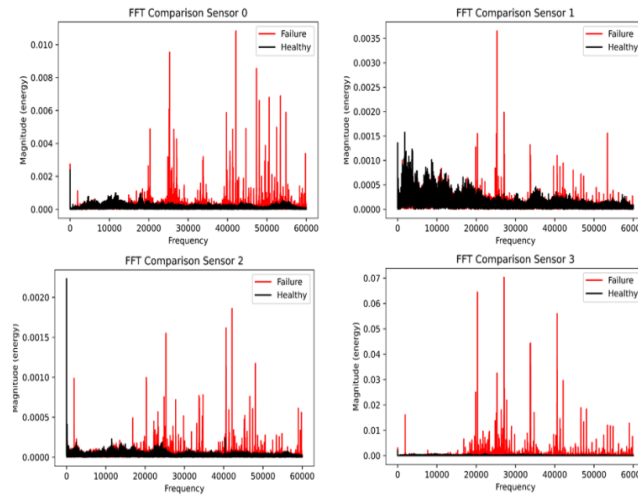 FFT Comparison Sensor 0
Failure
Healthy
Magnitude (energy)
0.010
0.008
0.006
0.004
0.002
0.000
0 10000 20000 30000 40000 50000 60000
Frequency
FFT Comparison Sensor 1
Failure
Healthy
Magnitude (energy)
0.0035
0.0030
0.0025
0.0020
0.0015
0.0010
0.0005
0.0000
0 10000 20000 30000 40000 50000 60000
Frequency
FFT Comparison Sensor 2
Failure
Healthy
Magnitude (energy)
0.0020
0.0015
0.0010
0.0005
0.0000
0 10000 20000 30000 40000 50000 60000
Frequency
FFT Comparison Sensor 3
Failure
Healthy
Magnitude (energy)
0.07
0.06
0.05
0.04
0.03
0.02
0.01
0.00
0 10000 20000 30000 40000 50000 60000
Frequency